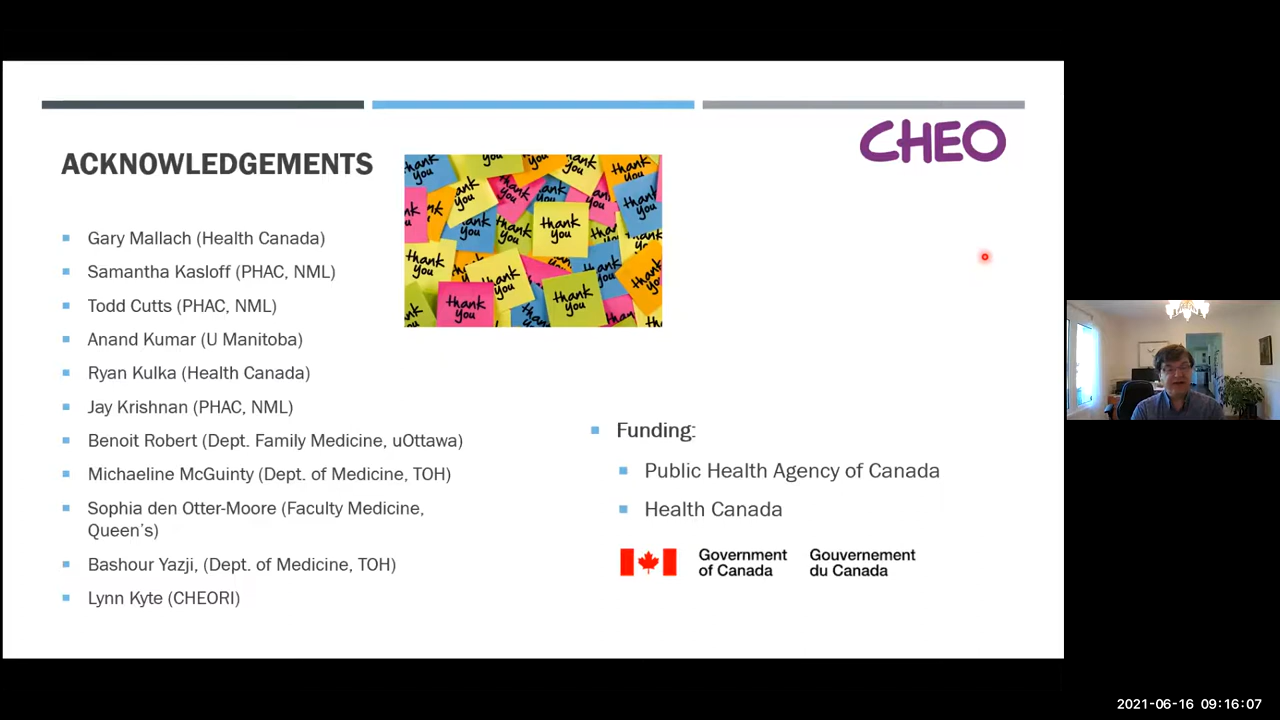 CHEO
ACKNOWLEDGEMENTS
thank you
Gary Mallach (Health Canada)
Samantha Kasloff (PHAC, NML)
Todd Cutts (PHAC, NML)
Anand Kumar (U Manitoba)
Ryan Kulka (Health Canada)
Jay Krishnan (PHAC, NML)
Benoit Robert (Dept. Family Medicine, uOttawa)
Michaeline McGuinty (Dept. of Medicine, TOH)
Sophia den Otter-Moore (Faculty Medicine,
Queen's)
Bashour Yazji, (Dept. of Medicine, TOH)
Lynn Kyte (CHEORI)
Funding:
Public Health Agency of Canada
Health Canada
Government
of Canada
Gouvernement
du Canada
2021-06-16 09:16:07